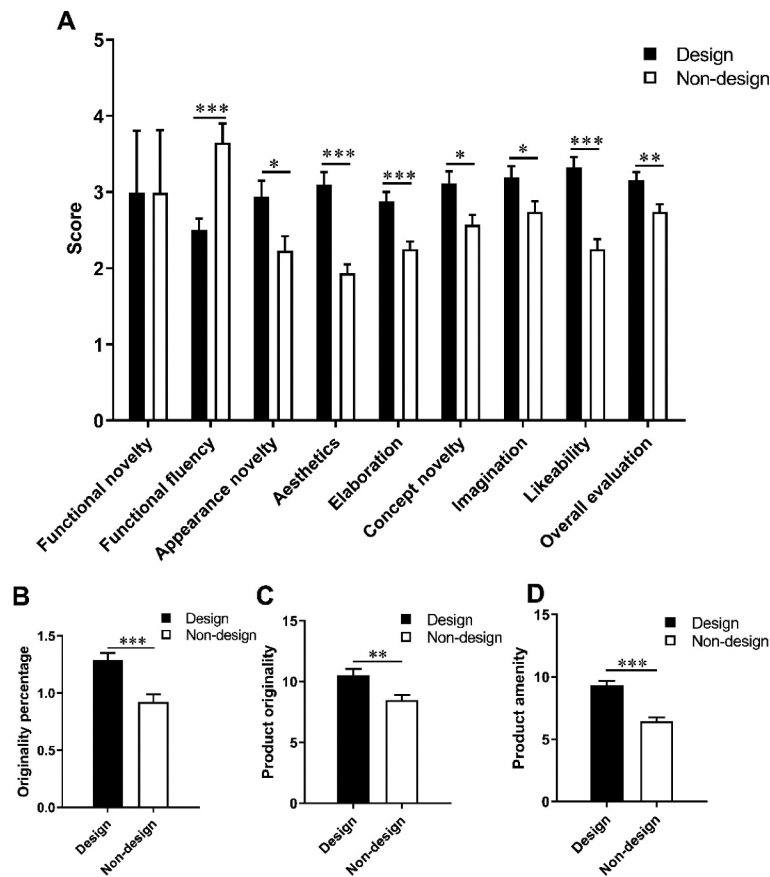 A
Design
Non-design
5
4
3
2
1
0
Score
***
*
***
***
*
*
***
**
Functional novelty
Functional fluency
Appearance novelty
Aesthetics
Elaboration
Concept novelty
Imagination
Likeability
Overall evaluation
B
Design
Non-design
1.5
1.0
0.5
0.0
Originality percentage
***
Design
Non-design
C
Design
Non-design
15
10
5
0
Product originality
**
Design
Non-design
D
Design
Non-design
15
10
5
0
Product amenity
***
Design
Non-design